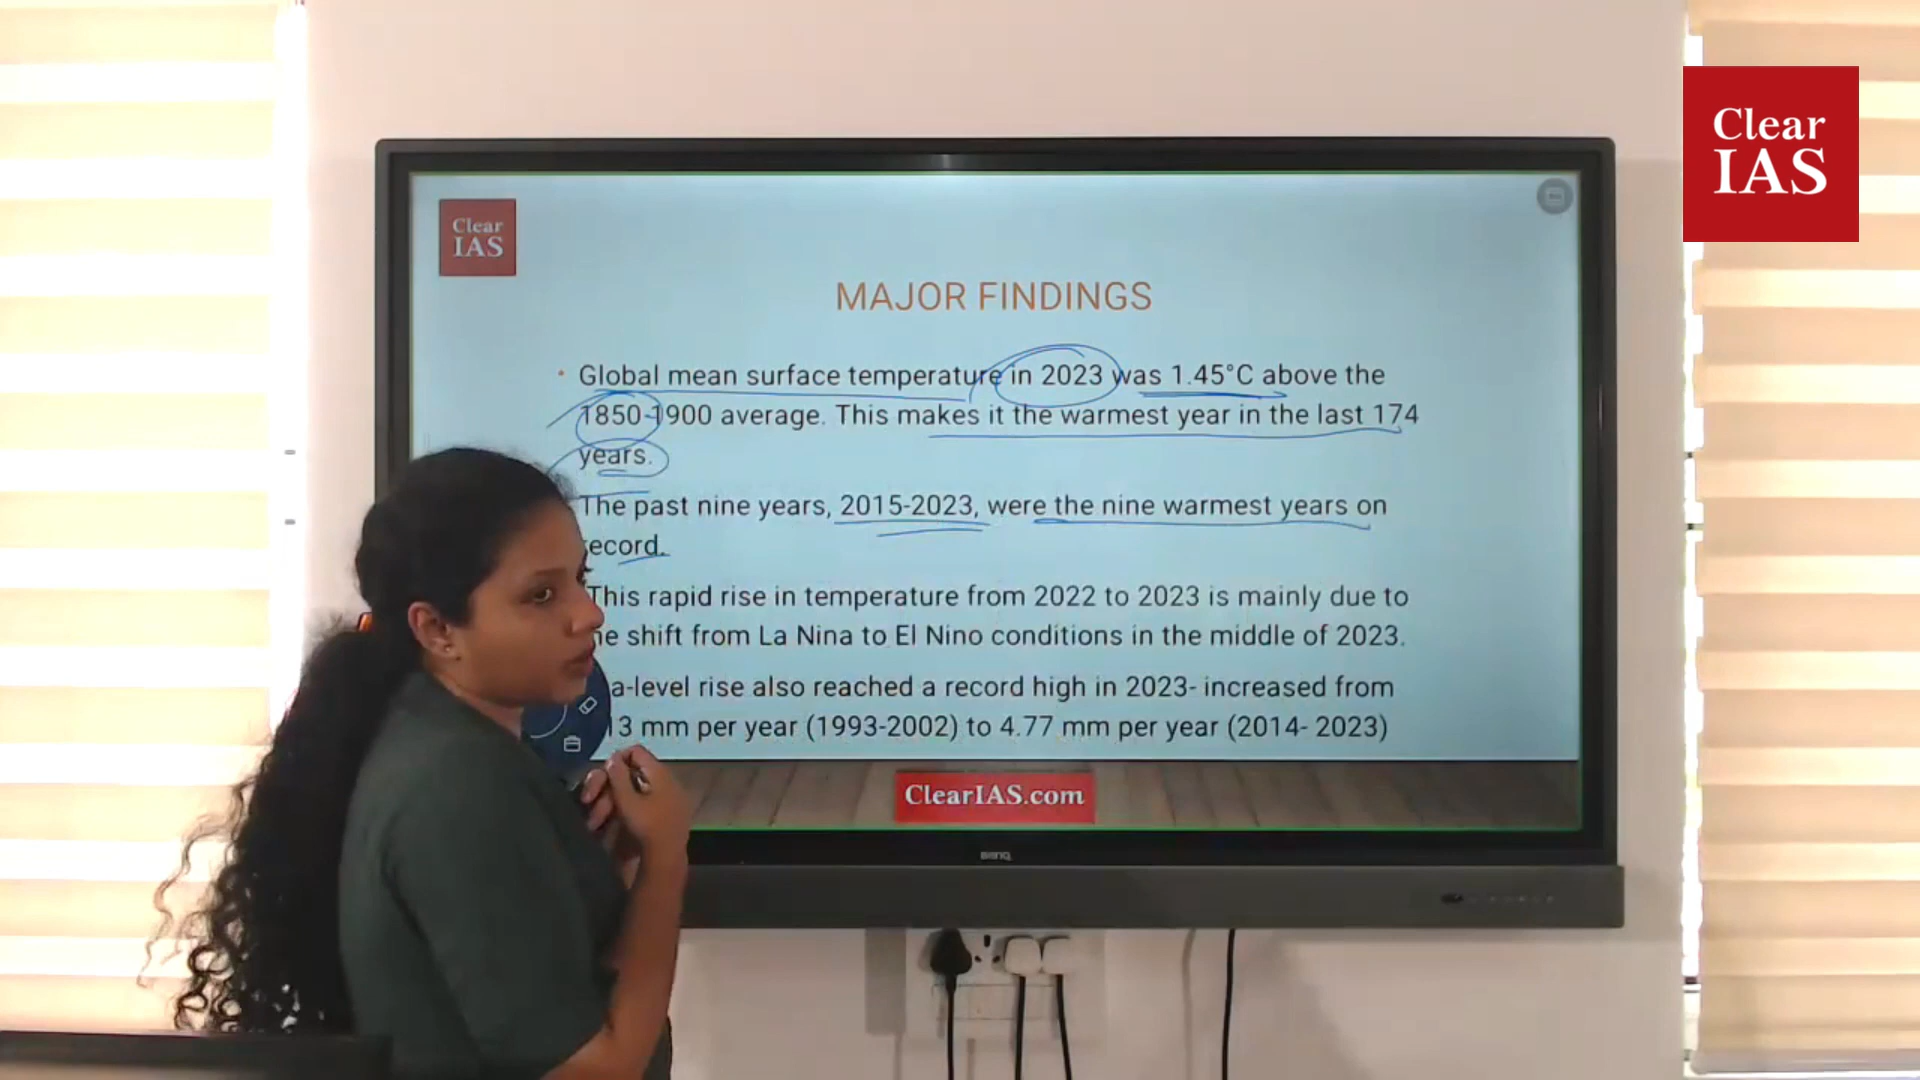 Clear
IAS
Clear
IAS
MAJOR FINDINGS
• Global mean surface temperature in 2023 was 1.45°C above the
1850-1900 average. This makes it the warmest year in the last 174
years.
The past nine years, 2015-2023, were the nine warmest years on
record.
This rapid rise in temperature from 2022 to 2023 is mainly due to
shift from La Nina to El Nino conditions in the middle of 2023.
a-level rise also reached a record high in 2023- increased from
13 mm per year (1993-2002) to 4.77 mm per year (2014- 2023)
ClearIAS.com
BenQ